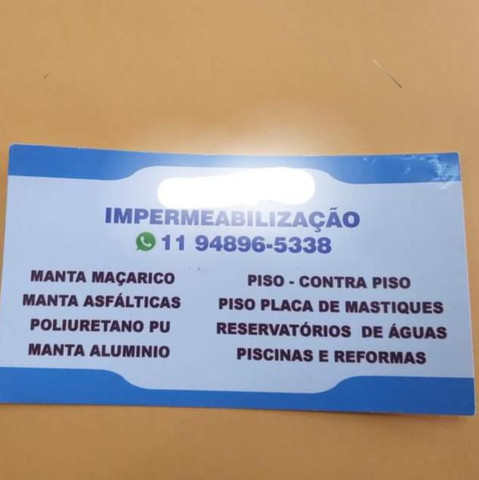 IMPERMEABILIZAÇÃO
11 94896-5338
MANTA MAÇARICO
MANTA ASFÁLTICAS
POLIURETANO PU
MANTA ALUMINIO
PISO - CONTRA PISO
PISO PLACA DE MASTIQUES
RESERVATÓRIOS DE ÁGUAS
PISCINAS E REFORMAS